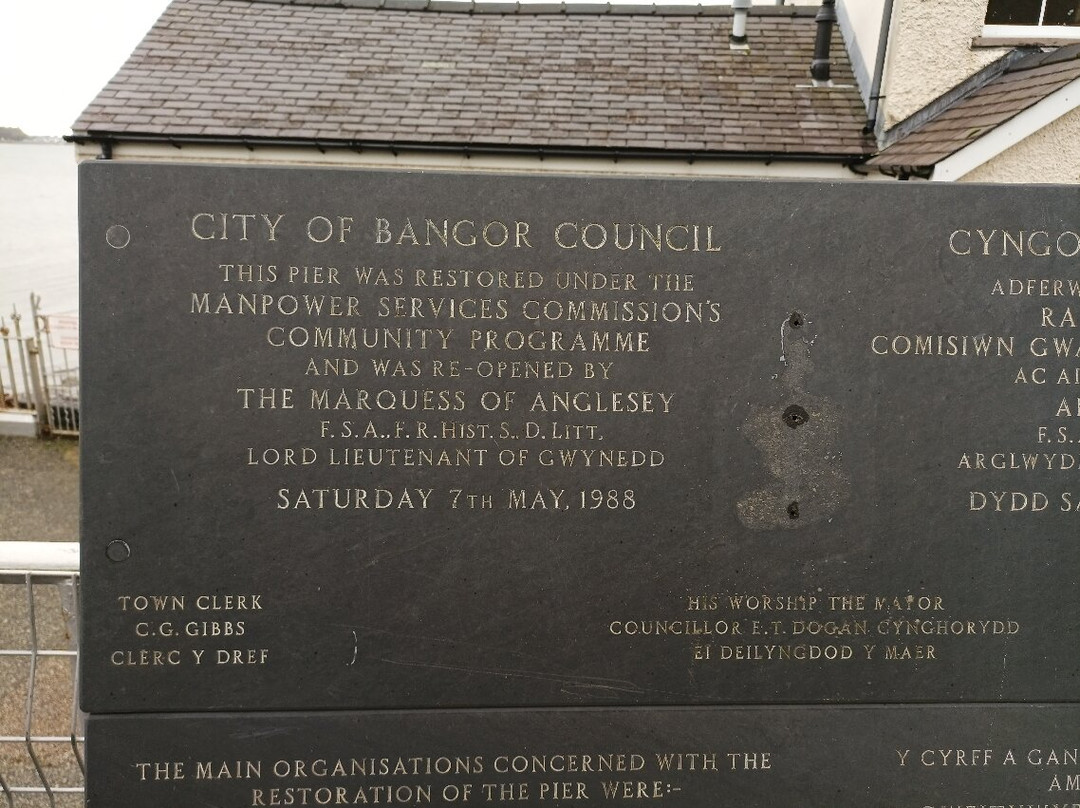 CITY OF BANGOR COUNCIL
THIS PIER WAS RESTORED UNDER THE
MANPOWER SERVICES COMMISSION'S
COMMUNITY PROGRAMME
AND WAS RE-OPENED BY
THE MARQUESS OF ANGLESEY
F.S.A., F.R.HIST.S., D.LITT,
LORD LIEUTENANT OF GWYNEDD
SATURDAY 7TH MAY, 1988
CYNGO
ADFERW
RA
COMISIWN GWA
AC AI
A
F.S.
ARGLWYD
DYDD SA
TOWN CLERK
C.G. GIBBS
CLERC Y DREF
HIS WORSHIP THE MAYOR
COUNCILLOR E.T. DOGAN CYNGHORYDD
EI DEILYNGDOD Y MAER
THE MAIN ORGANISATIONS CONCERNED WITH THE
RESTORATION OF THE PIER WERE:-
Y CYRFF A GAN
AM